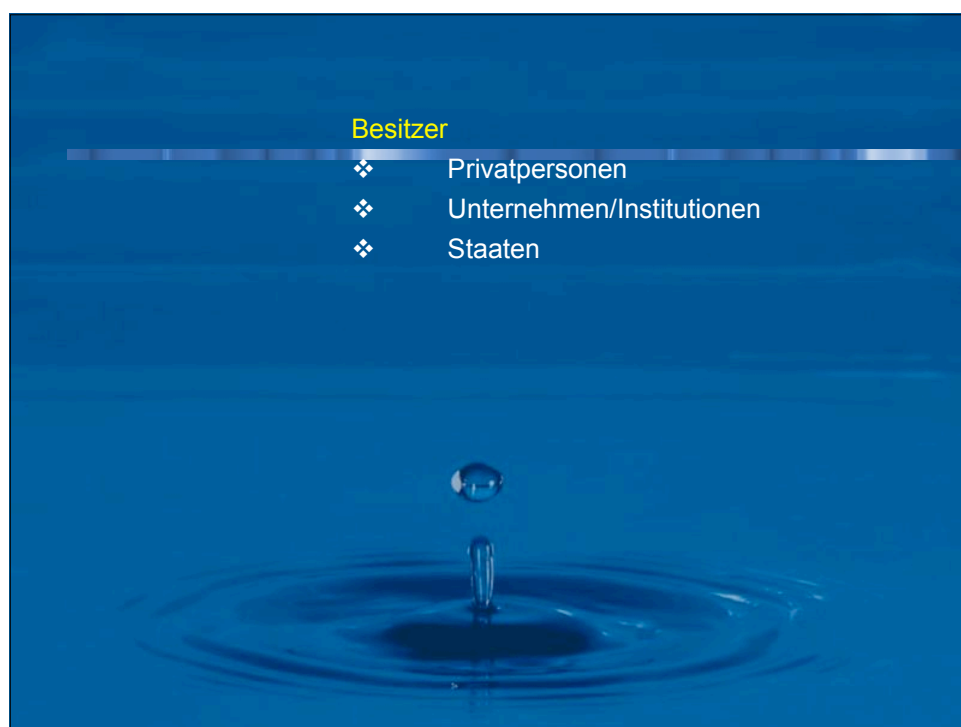 Besitzer
❖ Privatpersonen
❖ Unternehmen/Institutionen
❖ Staaten